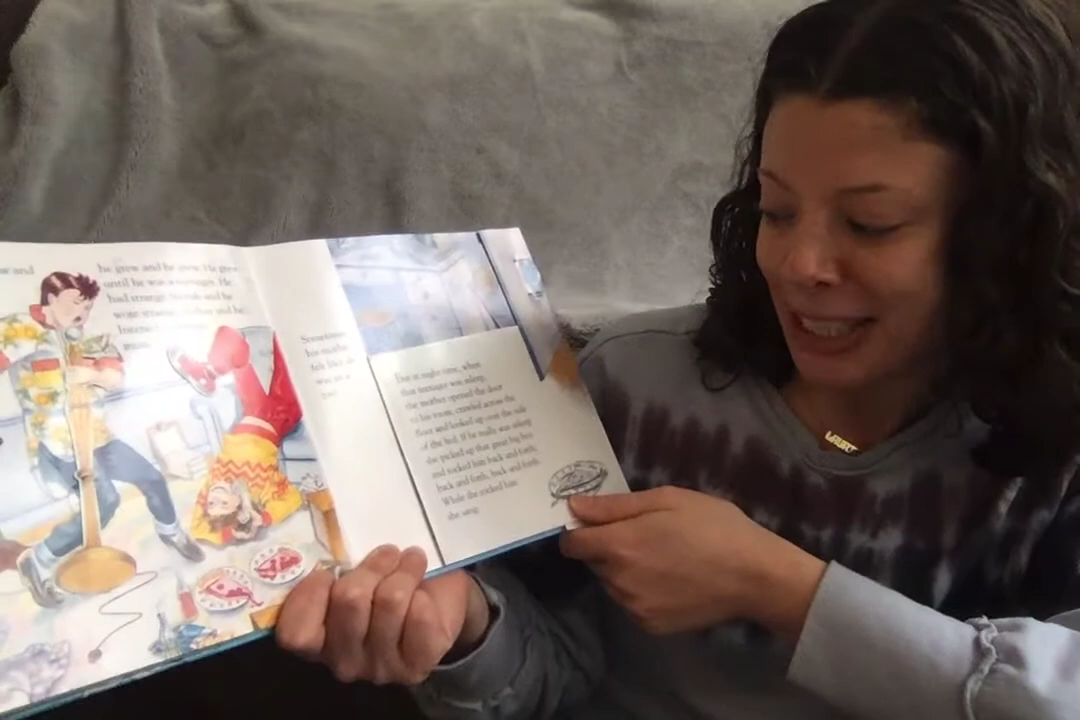 he grew and he grew. He grew
until he was a teenager. He
had strange friends and he
wore strange clothes and he
listened
music.
Sometimes
his mother
felt like
was in a
zoo!
But at night time, when
that teenager was asleep,
the mother opened the door
to his room, crawled across the
floor and looked up over the side
of the bed. If he really was asleep
she picked up that great big boy
and rocked him back and forth,
back and forth, back and forth.
While she rocked him
she sang: